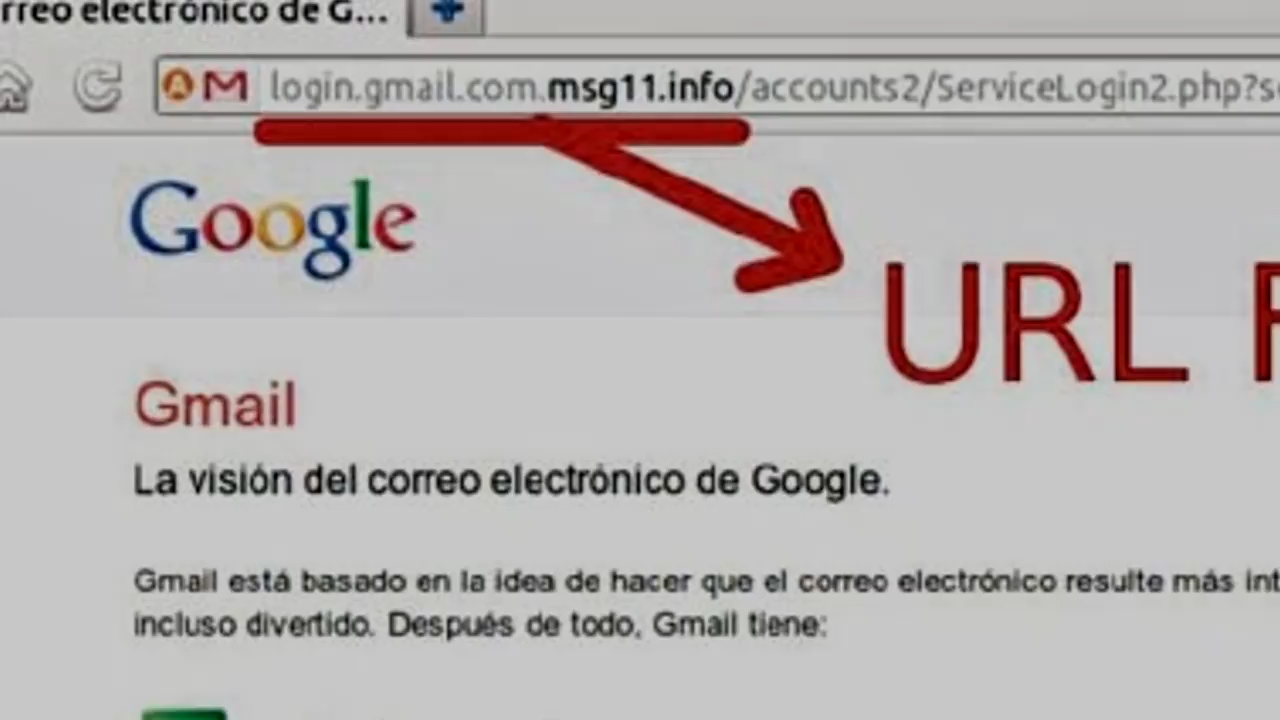 rreo electrónico de G...
login.gmail.com.msg11.info/accounts2/ServiceLogin2.php?s
Google
URL
Gmail
La visión del correo electrónico de Google.
Gmail está basado en la idea de hacer que el correo electrónico resulte más int
incluso divertido. Después de todo, Gmail tiene: